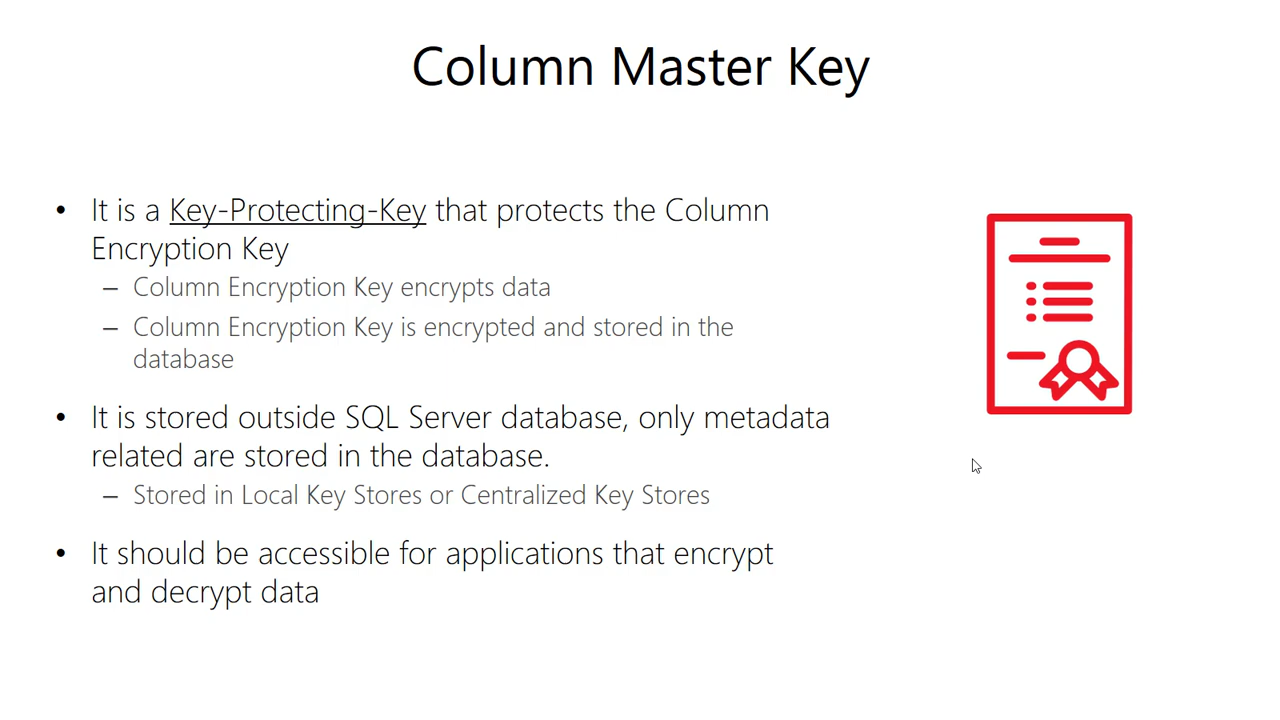 Column Master Key
• It is a Key-Protecting-Key that protects the Column
Encryption Key
– Column Encryption Key encrypts data
– Column Encryption Key is encrypted and stored in the
database
• It is stored outside SQL Server database, only metadata
related are stored in the database.
– Stored in Local Key Stores or Centralized Key Stores
• It should be accessible for applications that encrypt
and decrypt data